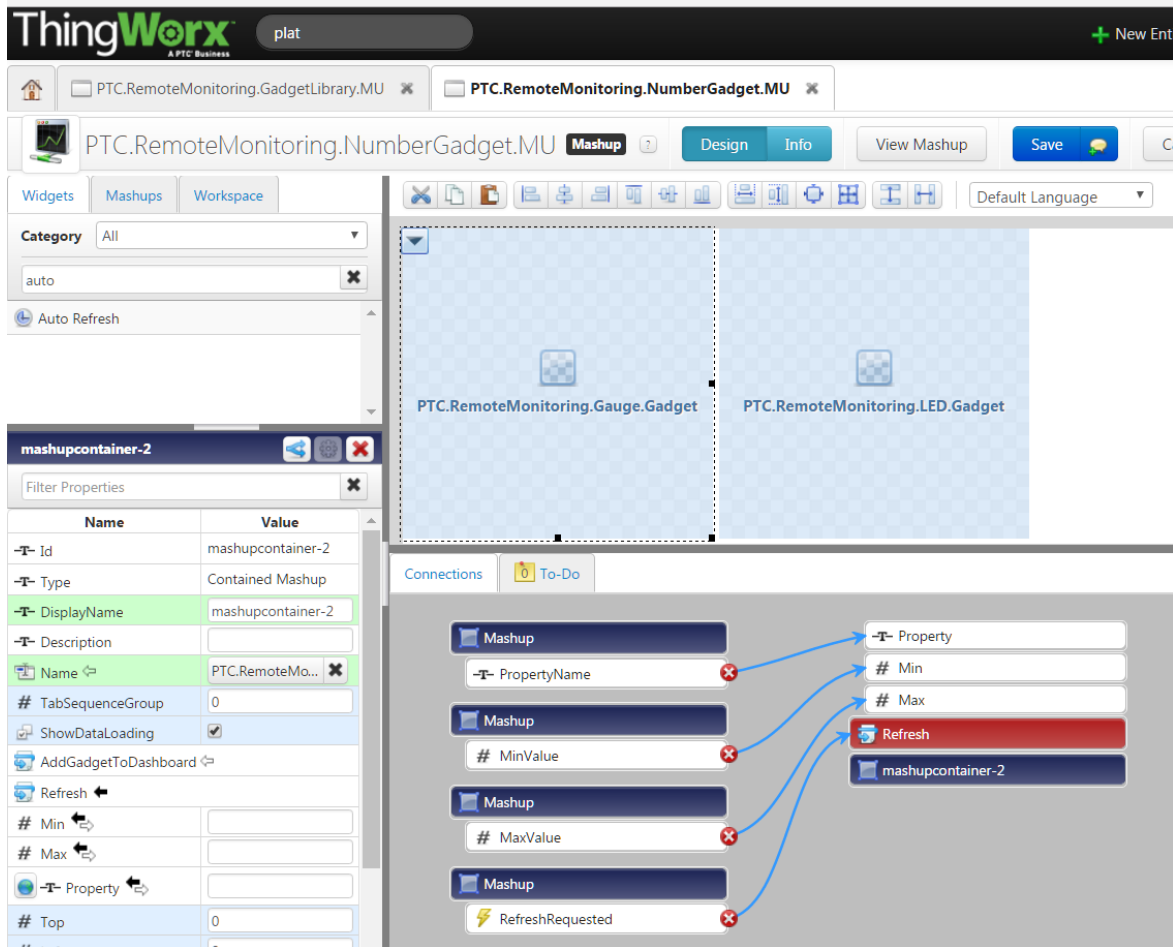 ThingWorx
A PTC Business
plat
New Ent
PTC.RemoteMonitoring.GadgetLibrary.MU
PTC.RemoteMonitoring.NumberGadget.MU
PTC.RemoteMonitoring.NumberGadget.MU Mashup ? Design Info View Mashup Save Ca
Widgets Mashups Workspace
Default Language
Category All
auto
Auto Refresh
PTC.RemoteMonitoring.Gauge.Gadget PTC.RemoteMonitoring.LED.Gadget
mashupcontainer-2
Filter Properties
Name Value
-T- Id mashupcontainer-2
-T- Type Contained Mashup
-T- DisplayName mashupcontainer-2
-T- Description
Name PTC.RemoteMo...
# TabSequenceGroup 0
ShowDataLoading
AddGadgetToDashboard
Refresh
# Min
# Max
-T- Property
# Top 0
Connections 0 To-Do
Mashup
-T- PropertyName
Mashup
# MinValue
Mashup
# MaxValue
Mashup
RefreshRequested
-T- Property
# Min
# Max
Refresh
mashupcontainer-2